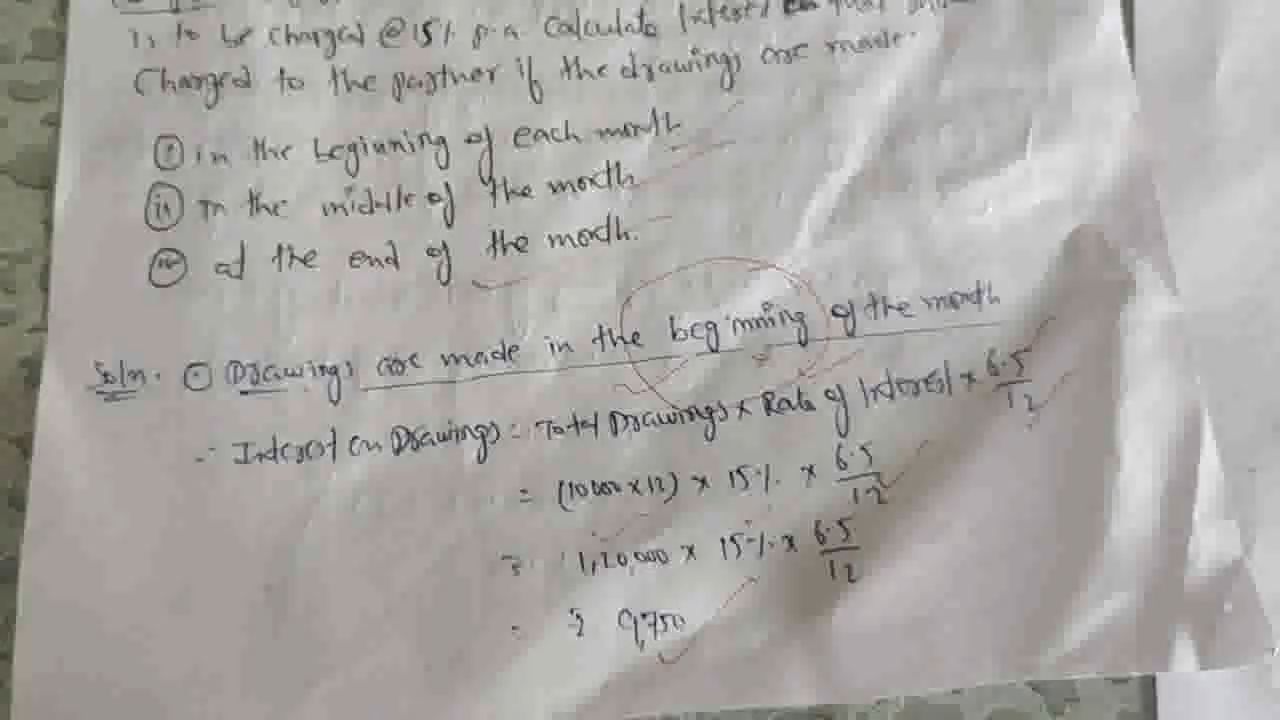 is to be charged @ 15% p.a Calculate Interest on that
Charged to the partner if the drawings are made.
(i) in the beginning of each month
(ii) in the middle of the month
(iii) at the end of the month.
Soln. (i) Drawings are made in the beginning of the month
∴ Interest on Drawings = Total Drawings × Rate of Interest × 6.5/12
= (10000 × 12) × 15% × 6.5/12
= 1,20,000 × 15% × 6.5/12
= ₹ 9,750